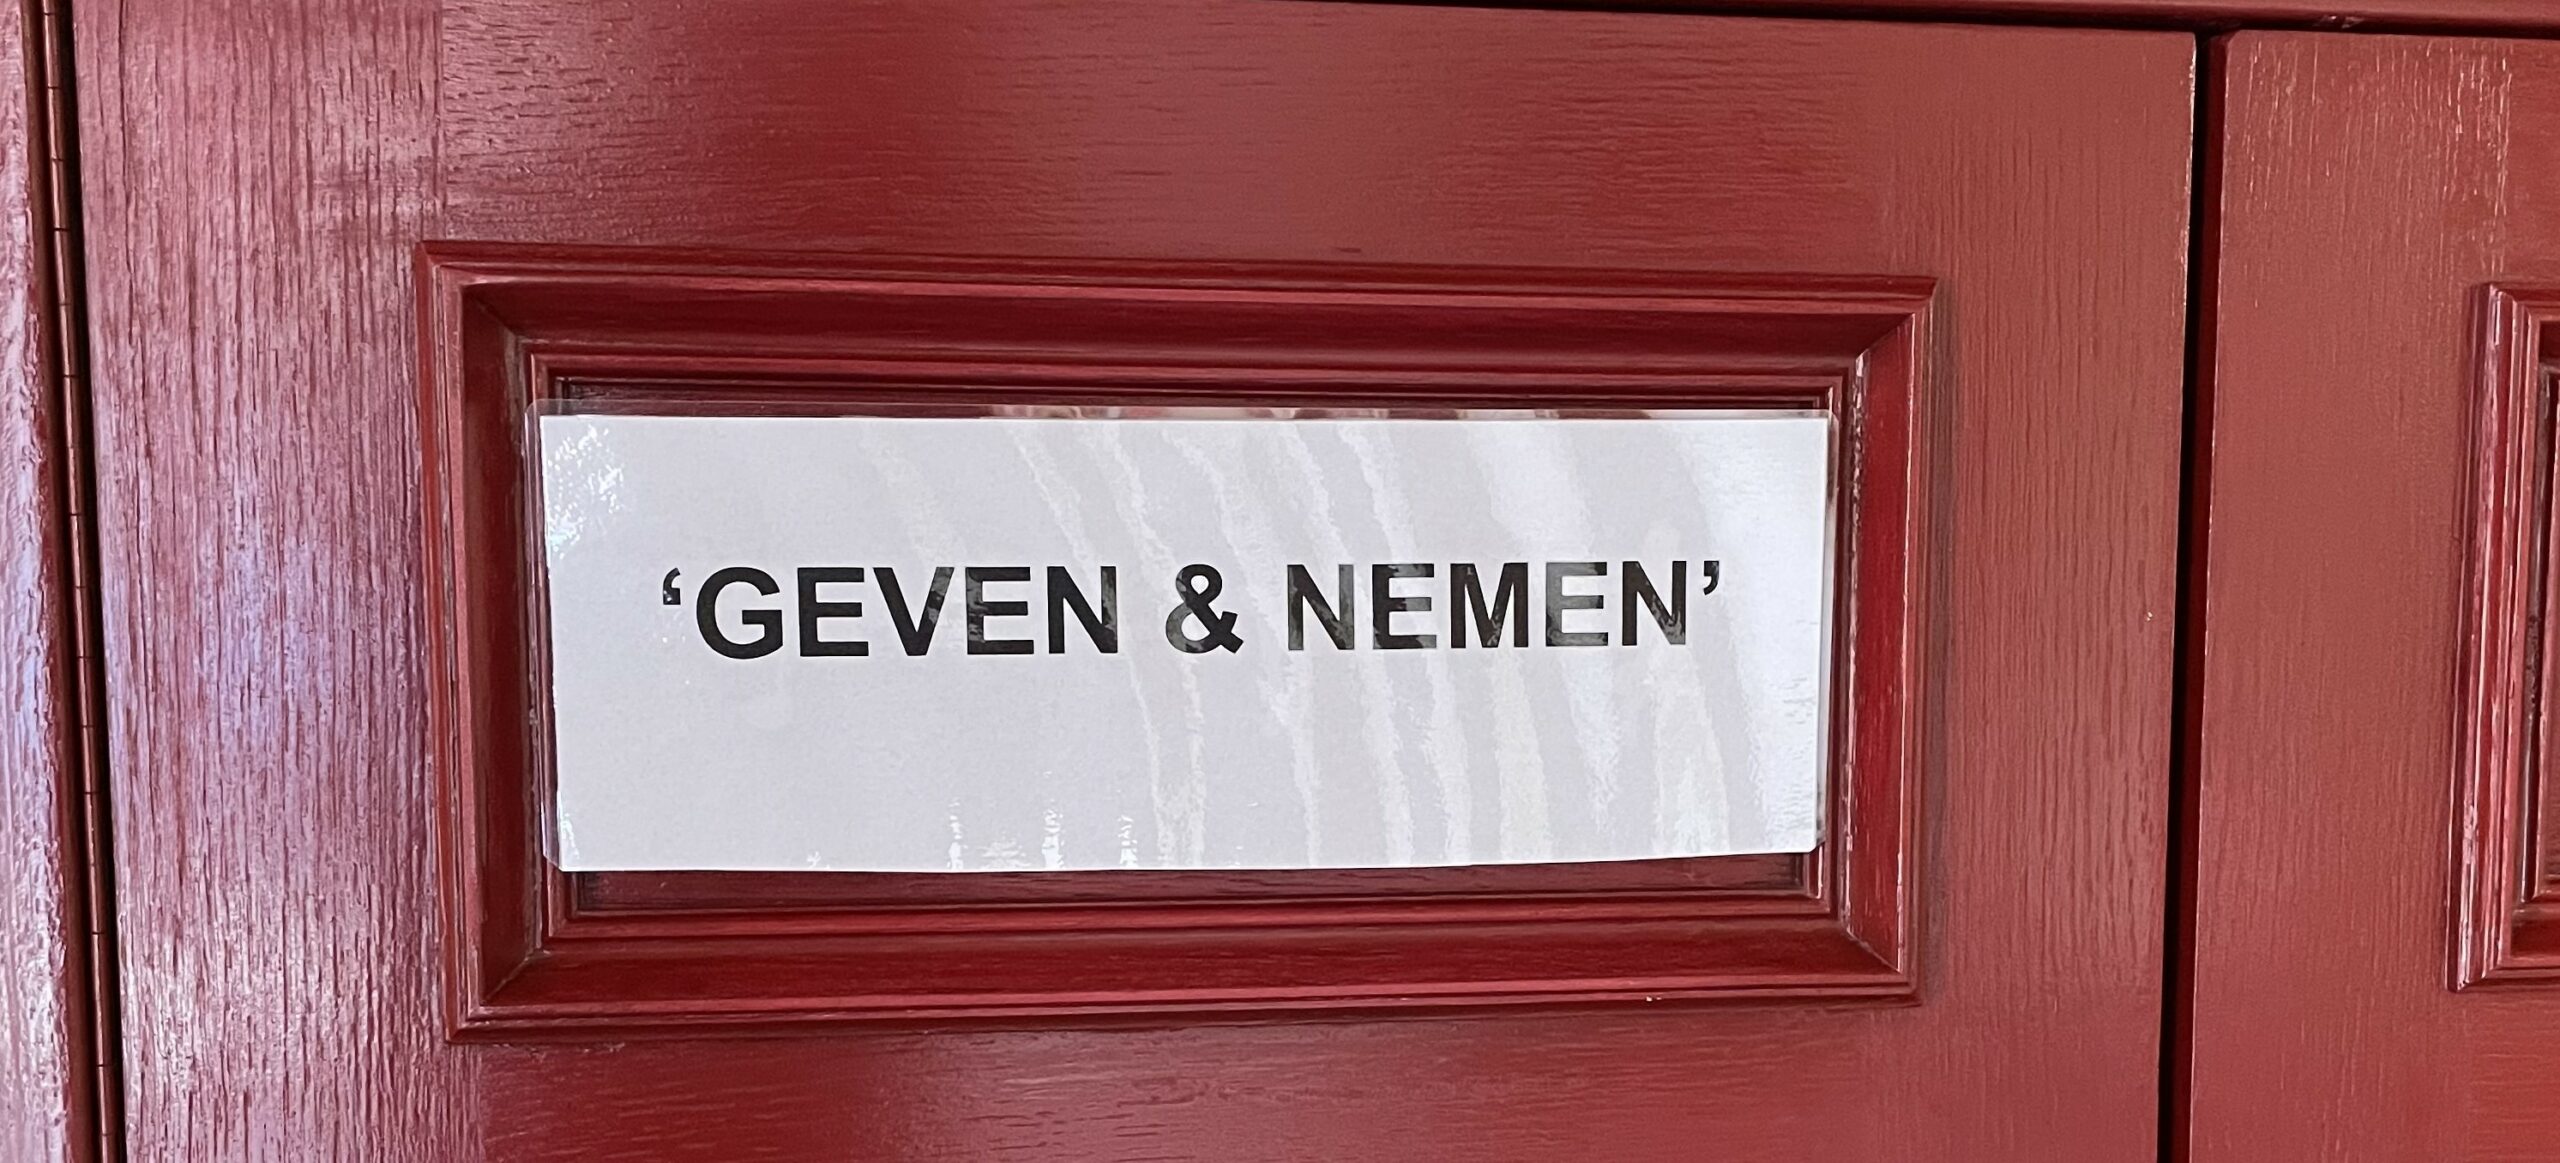 ‘GEVEN & NEMEN’